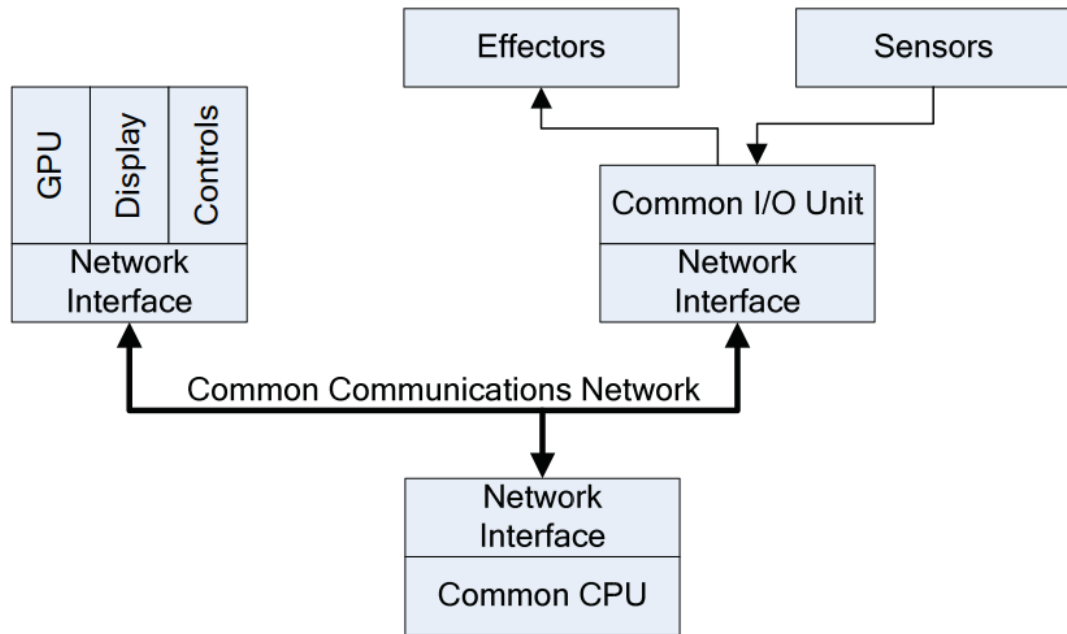 Effectors
Sensors
GPU
Display
Controls
Network
Interface
Common I/O Unit
Network
Interface
Common Communications Network
Network
Interface
Common CPU